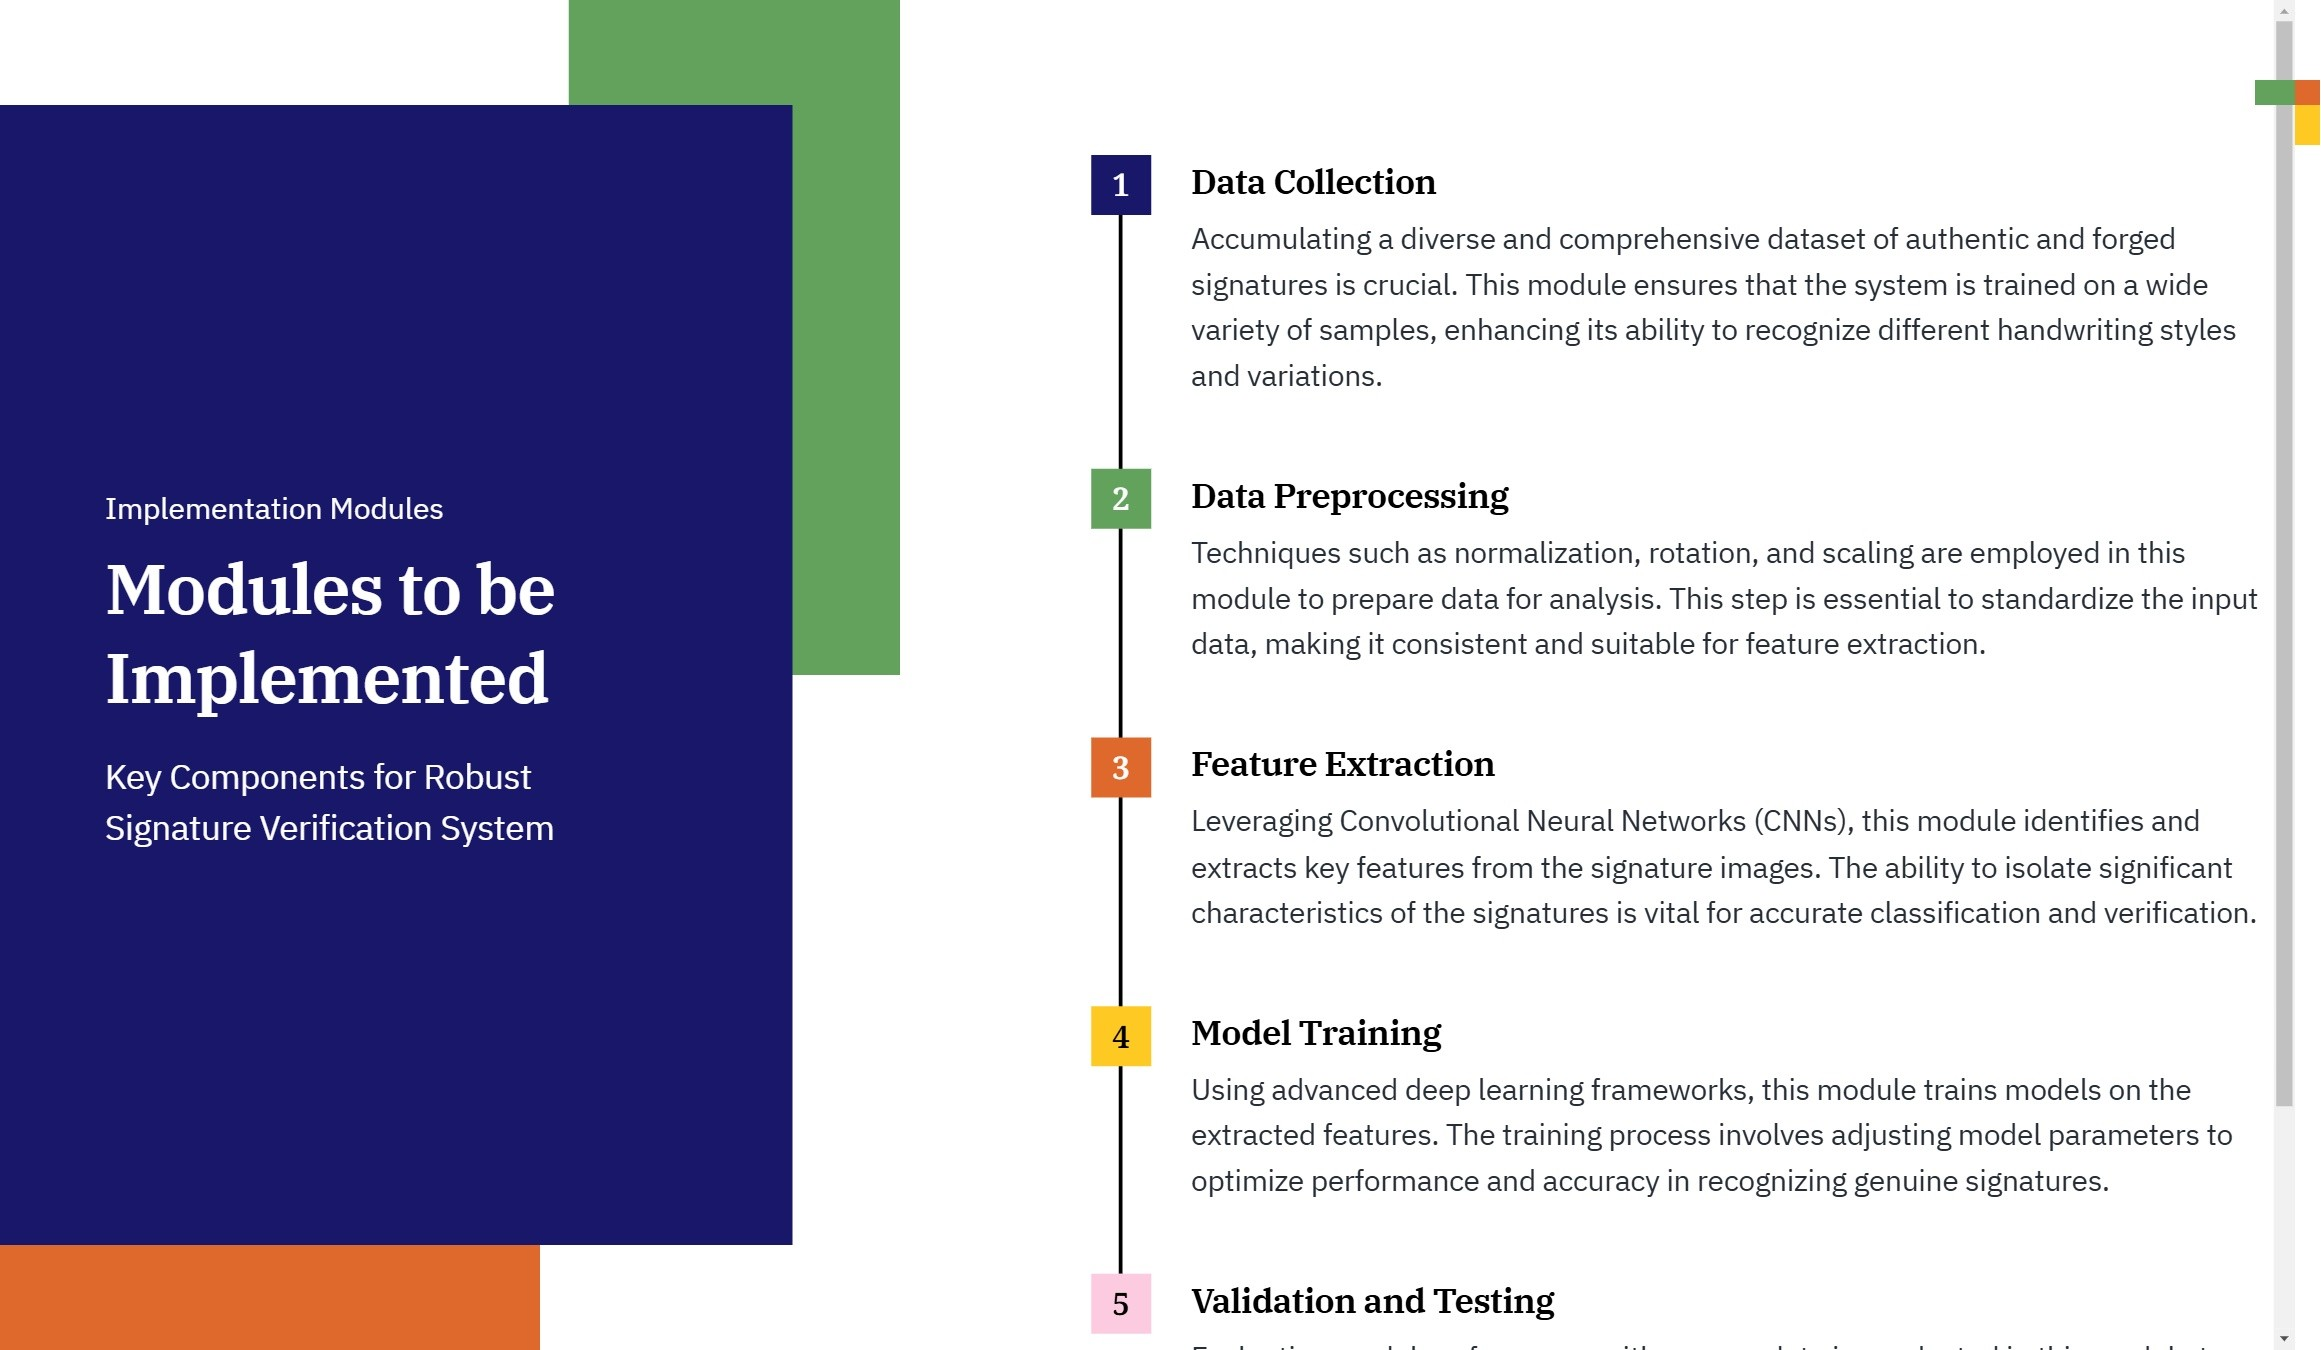 Implementation Modules
Modules to be
Implemented
Key Components for Robust
Signature Verification System
1
Data Collection
Accumulating a diverse and comprehensive dataset of authentic and forged
signatures is crucial. This module ensures that the system is trained on a wide
variety of samples, enhancing its ability to recognize different handwriting styles
and variations.
2
Data Preprocessing
Techniques such as normalization, rotation, and scaling are employed in this
module to prepare data for analysis. This step is essential to standardize the input
data, making it consistent and suitable for feature extraction.
3
Feature Extraction
Leveraging Convolutional Neural Networks (CNNs), this module identifies and
extracts key features from the signature images. The ability to isolate significant
characteristics of the signatures is vital for accurate classification and verification.
4
Model Training
Using advanced deep learning frameworks, this module trains models on the
extracted features. The training process involves adjusting model parameters to
optimize performance and accuracy in recognizing genuine signatures.
5
Validation and Testing